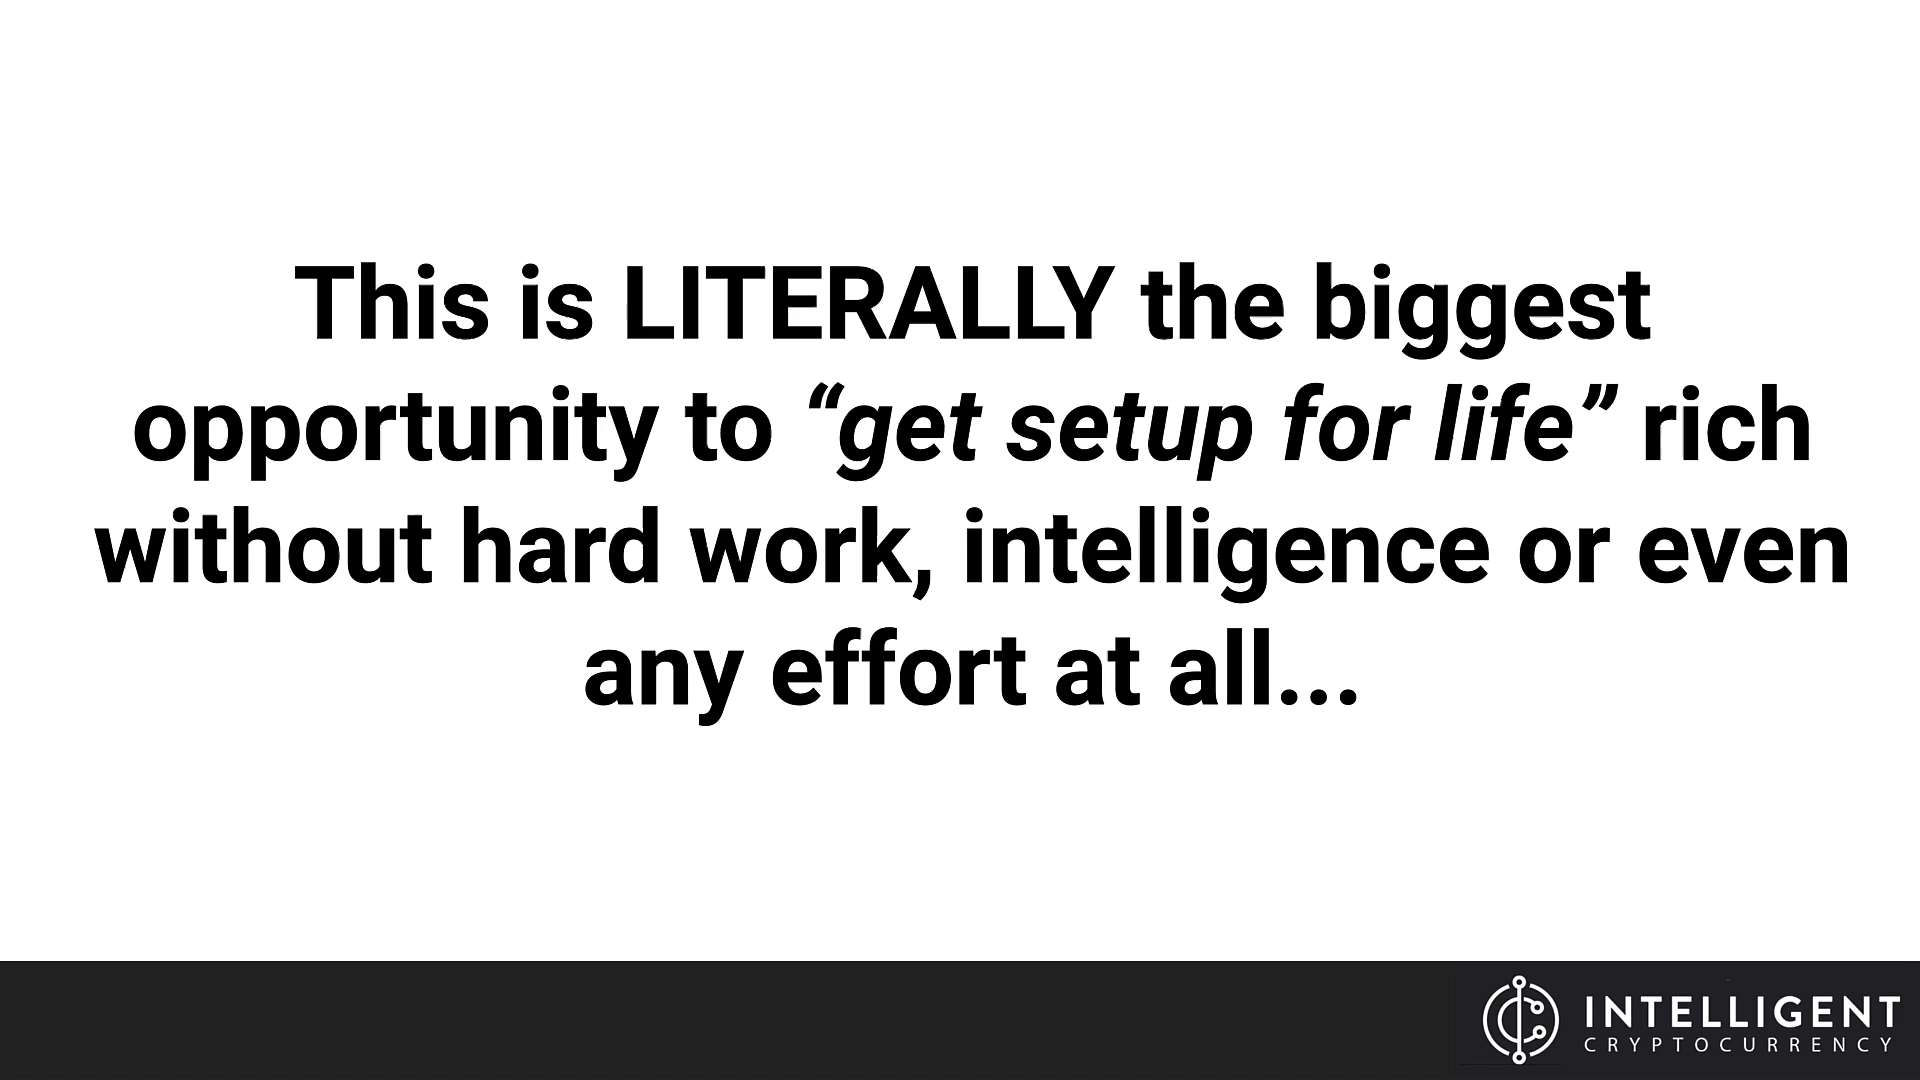 This is LITERALLY the biggest
opportunity to “get setup for life” rich
without hard work, intelligence or even
any effort at all...
INTELLIGENT
CRYPTOCURRENCY